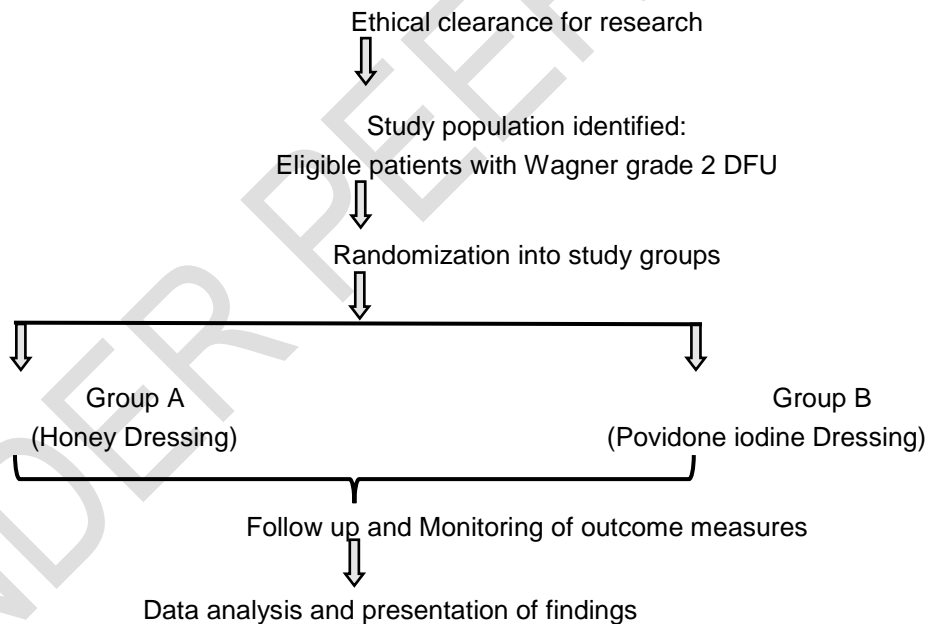 Ethical clearance for research
Study population identified:
Eligible patients with Wagner grade 2 DFU
Randomization into study groups
Group A
Group B
(Honey Dressing)
(Povidone iodine Dressing)
Follow up and Monitoring of outcome measures
Data analysis and presentation of findings
NDER PEE